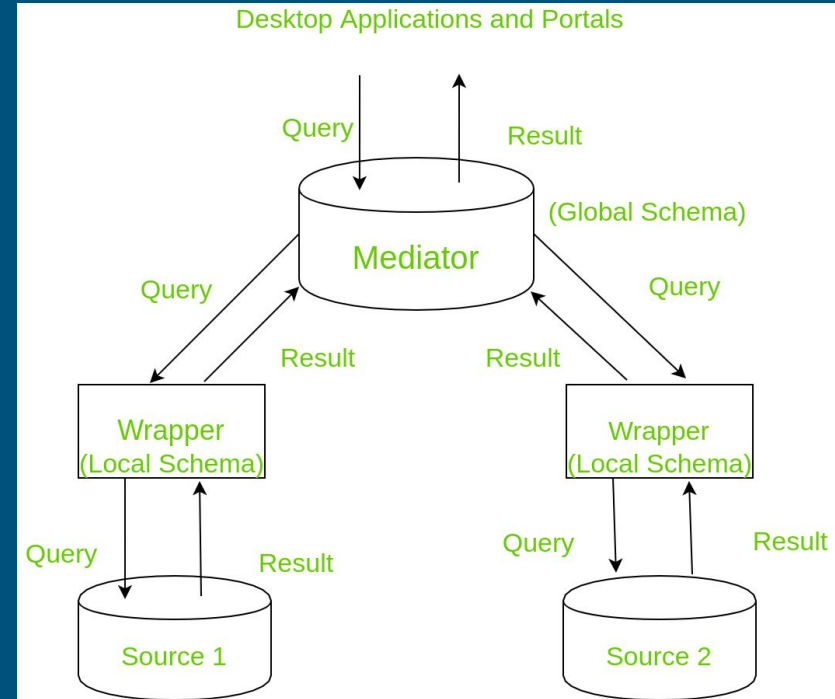 Desktop Applications and Portals
Query
Result
(Global Schema)
Mediator
Query
Query
Result
Result
Wrapper
(Local Schema)
Wrapper
(Local Schema)
Query
Result
Query
Result
Source 1
Source 2